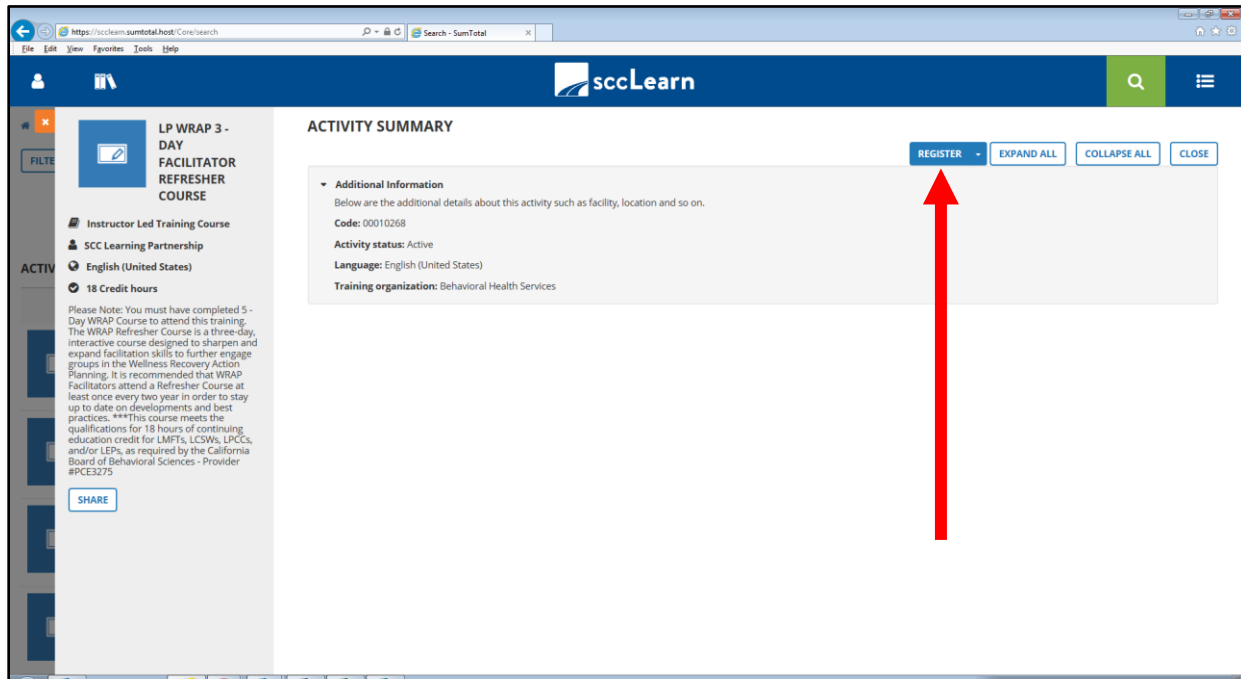 https://scclearn.sumtotal.host/Core/search
Search - SumTotal
File Edit View Favorites Tools Help
sccLearn
FILTE
ACTIV
LP WRAP 3 -
DAY
FACILITATOR
REFRESHER
COURSE
Instructor Led Training Course
SCC Learning Partnership
English (United States)
18 Credit hours
Please Note: You must have completed 5 -
Day WRAP Course to attend this training.
The WRAP Refresher Course is a three-day,
interactive course designed to sharpen and
expand facilitation skills to further engage
groups in the Wellness Recovery Action
Planning. It is recommended that WRAP
Facilitators attend a Refresher Course at
least once every two year in order to stay
up to date on developments and best
practices. ***This course meets the
qualifications for 18 hours of continuing
education credit for LMFTs, LCSWs, LPCCs,
and/or LEPs, as required by the California
Board of Behavioral Sciences - Provider
#PCE3275
SHARE
ACTIVITY SUMMARY
REGISTER EXPAND ALL COLLAPSE ALL CLOSE
Additional Information
Below are the additional details about this activity such as facility, location and so on.
Code: 00010268
Activity status: Active
Language: English (United States)
Training organization: Behavioral Health Services